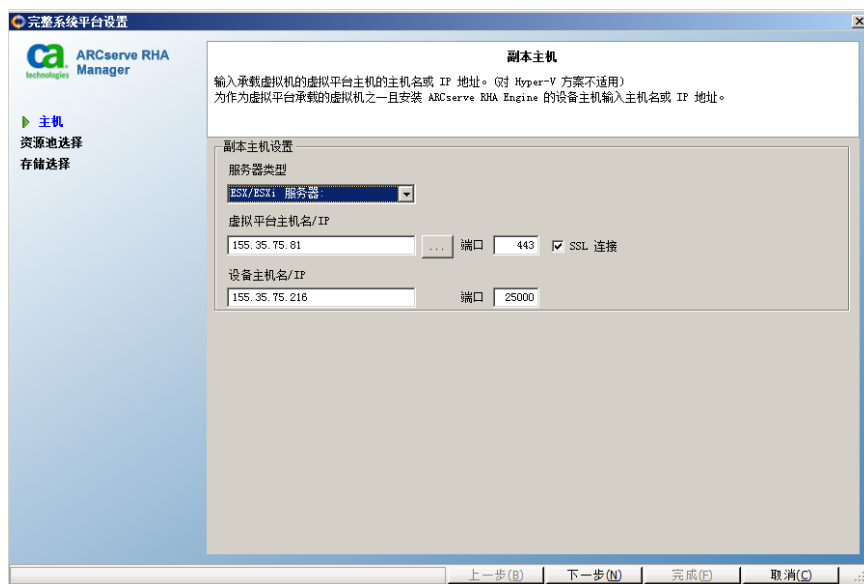 完整系统平台设置
ca
technologies
ARCserve RHA
Manager
主机
资源池选择
存储选择
副本主机
输入承载虚拟机的虚拟平台主机的主机名或 IP 地址。(对 Hyper-V 方案不适用)
为作为虚拟平台承载的虚拟机之一且安装 ARCserve RHA Engine 的设备主机输入主机名或 IP 地址。
副本主机设置
服务器类型
ESX/ESXi 服务器:
虚拟平台主机名/IP
155.35.75.81 ... 端口 443 SSL 连接
设备主机名/IP
155.35.75.216 端口 25000
上一步(B) 下一步(N) 完成(F) 取消(C)